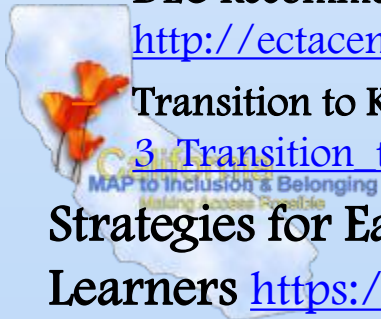 http://ectacen
Transition to K
3_Transition_t
California
MAP to Inclusion & Belonging
Making Access Possible
Strategies for Ea
Learners https:/